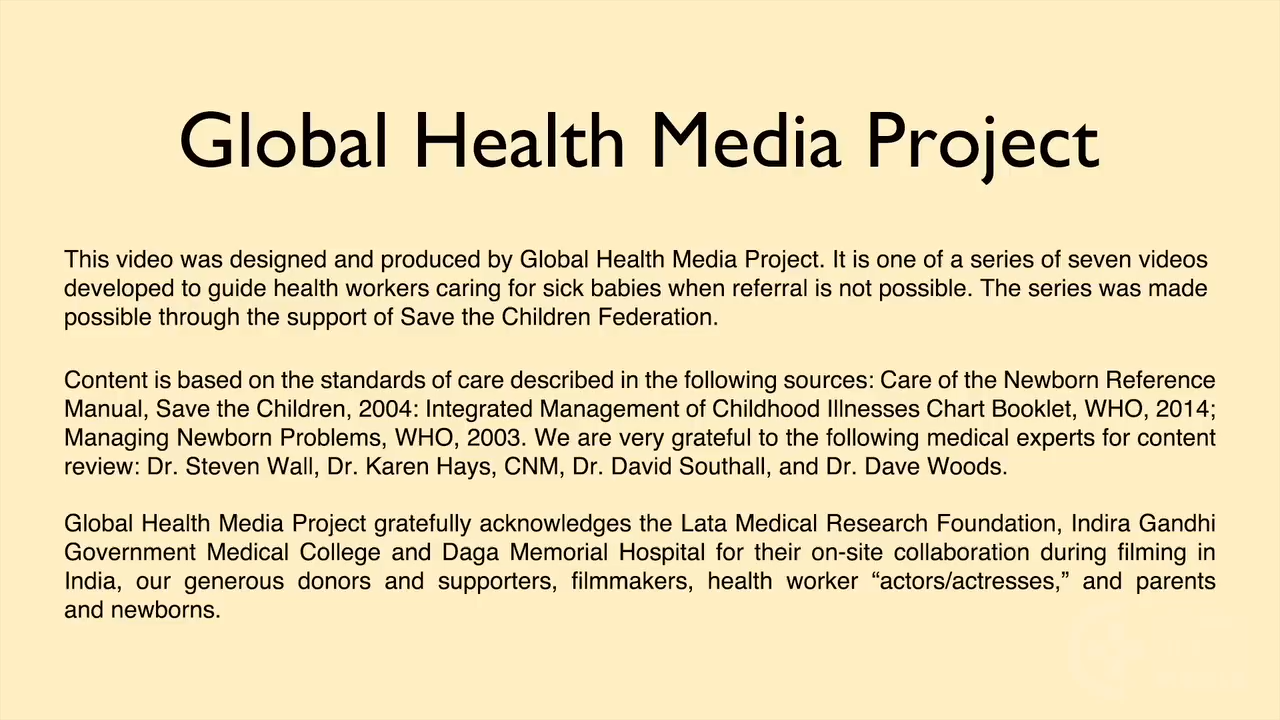 Global Health Media Project
This video was designed and produced by Global Health Media Project. It is one of a series of seven videos
developed to guide health workers caring for sick babies when referral is not possible. The series was made
possible through the support of Save the Children Federation.
Content is based on the standards of care described in the following sources: Care of the Newborn Reference
Manual, Save the Children, 2004: Integrated Management of Childhood Illnesses Chart Booklet, WHO, 2014;
Managing Newborn Problems, WHO, 2003. We are very grateful to the following medical experts for content
review: Dr. Steven Wall, Dr. Karen Hays, CNM, Dr. David Southall, and Dr. Dave Woods.
Global Health Media Project gratefully acknowledges the Lata Medical Research Foundation, Indira Gandhi
Government Medical College and Daga Memorial Hospital for their on-site collaboration during filming in
India, our generous donors and supporters, filmmakers, health worker “actors/actresses,” and parents
and newborns.